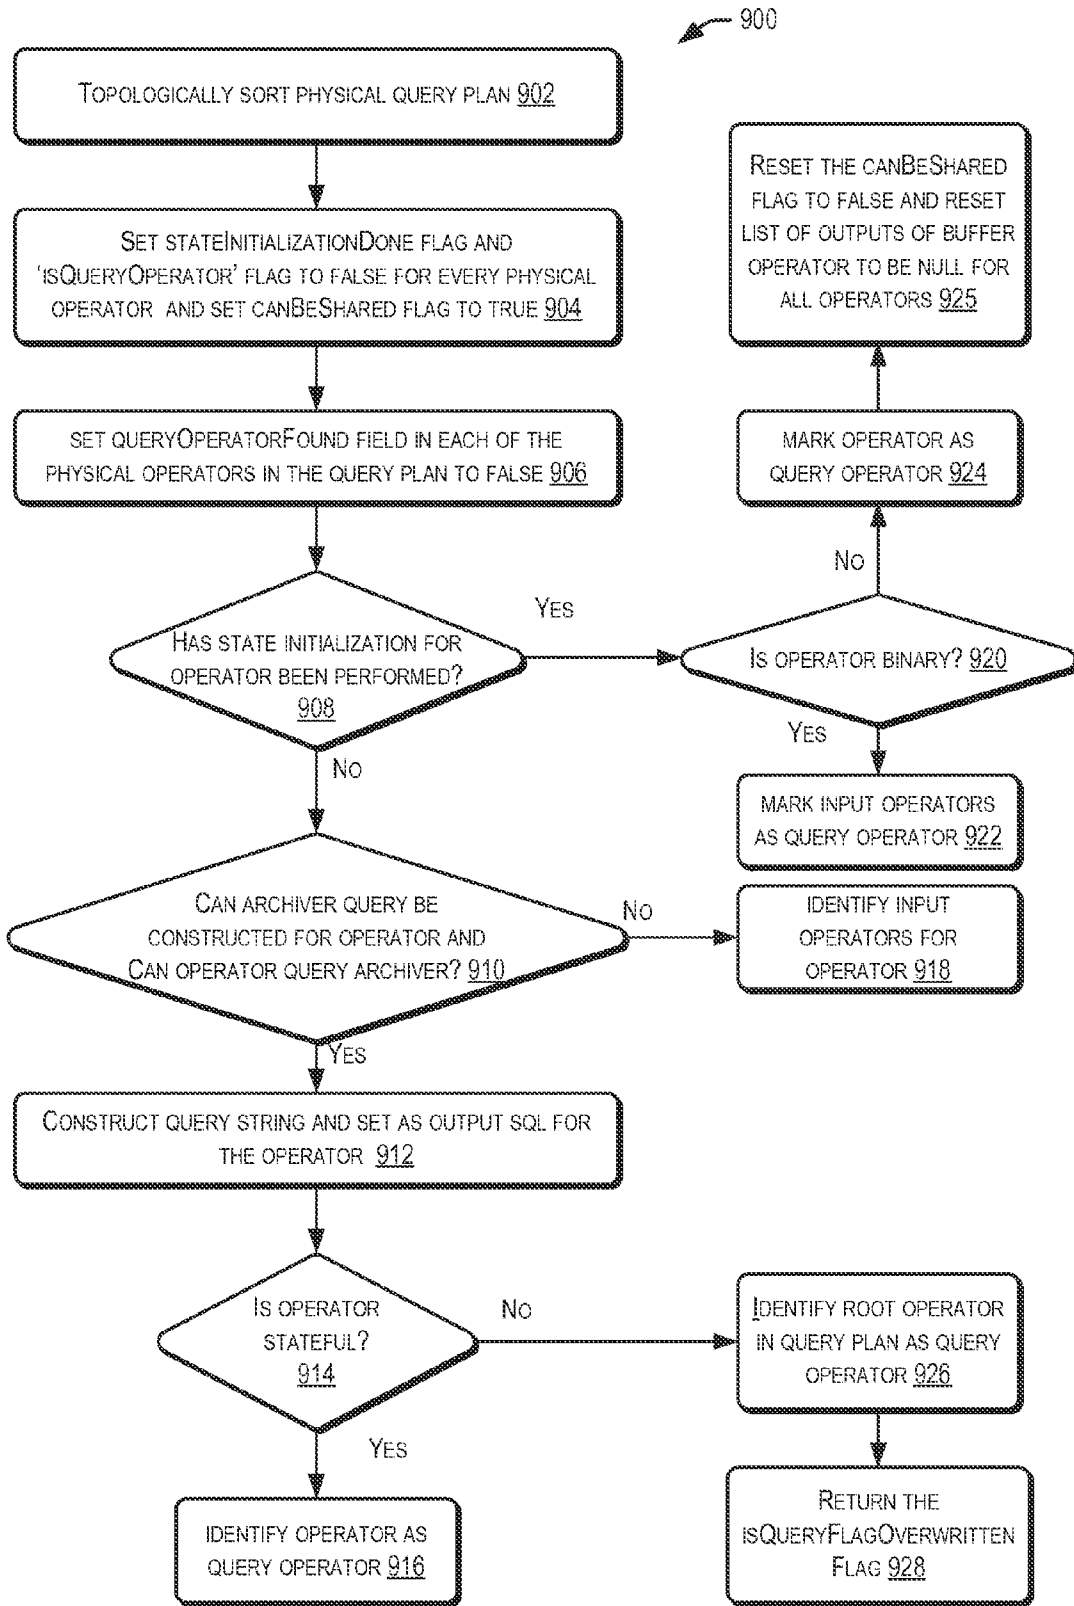 900
Topologically sort physical query plan 902
Set stateInitializationDone flag and
'isQueryOperator' flag to false for every physical
operator and set canBeShared flag to true 904
set queryOperatorFound field in each of the
physical operators in the query plan to false 906
Has state initialization for
operator been performed?
908
Yes
No
Is operator binary? 920
No
mark operator as
query operator 924
Reset the canBeShared
flag to false and reset
list of outputs of buffer
operator to be null for
all operators 925
Yes
mark input operators
as query operator 922
Can archiver query be
constructed for operator and
Can operator query archiver? 910
No
identify input
operators for
operator 918
Yes
Construct query string and set as output sql for
the operator 912
Is operator
stateful?
914
No
Identify root operator
in query plan as query
operator 926
Return the
isQueryFlagOverwritten
Flag 928
Yes
identify operator as
query operator 916